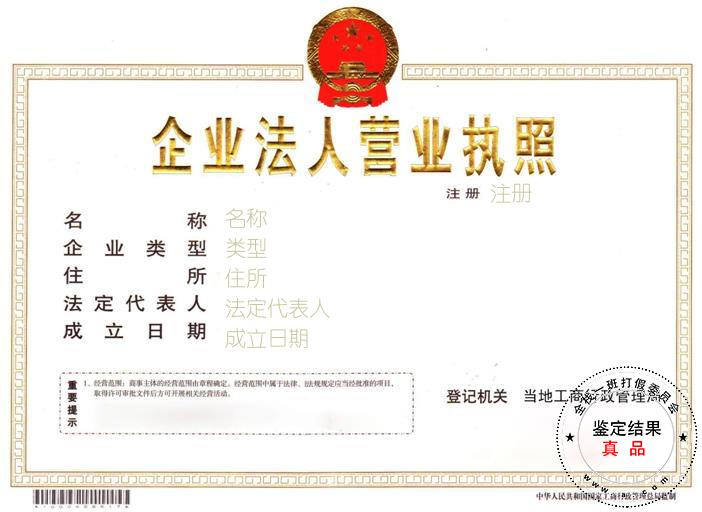 企业法人营业执照
注册 注册
名称 名称
企业类型 类型
住所 住所
法定代表人 法定代表人
成立日期 成立日期
重要提示
1、经营范围：商事主体的经营范围由章程确定。经营范围中属于法律、法规规定应当经批准的项目，
取得许可审批文件后方可开展相关经营活动。
登记机关 当地工商行政管理局
鉴定结果
真品
中华人民共和国国家工商行政管理总局监制